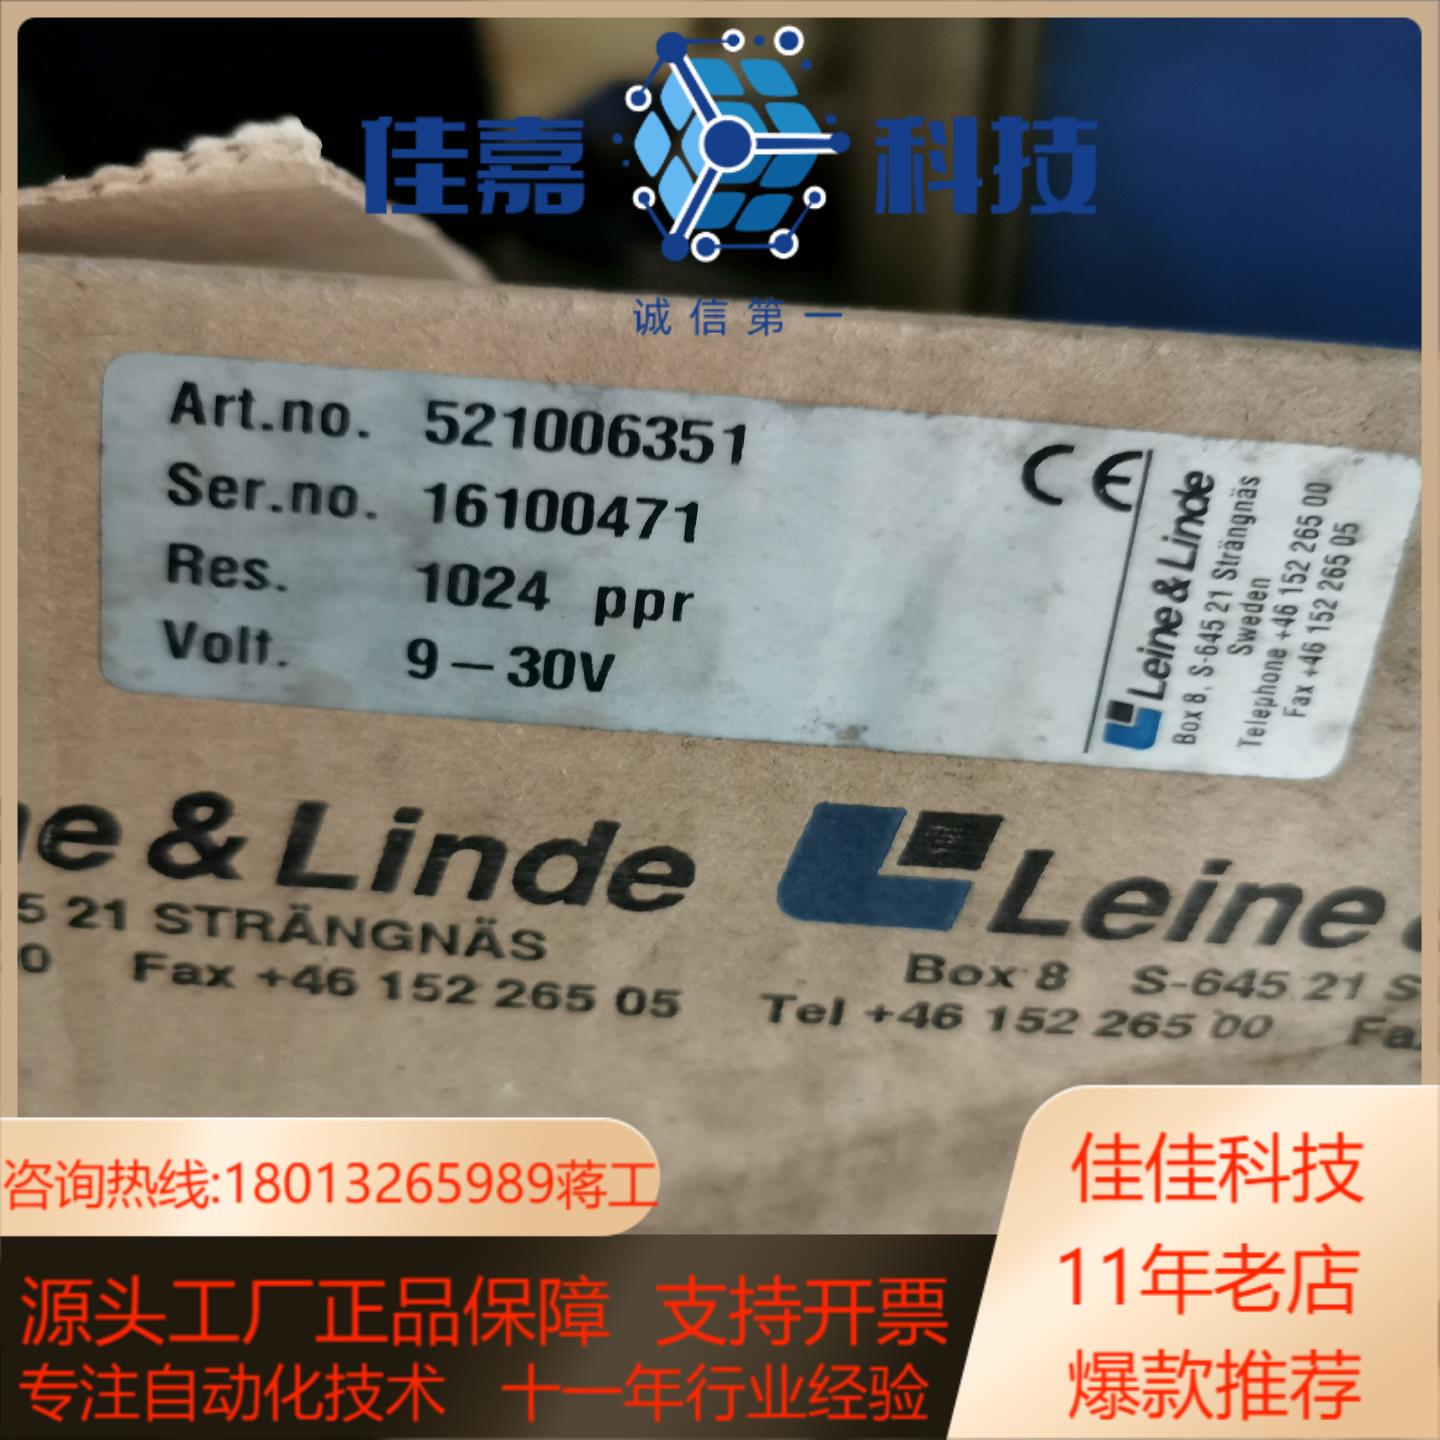 佳嘉 科技
诚信第一
Art.no. 521006351
Ser.no. 16100471
Res. 1024 ppr
Volt. 9-30V
CE
Leine & Linde
Box 8, S-645 21 Strängnäs
Sweden
Telephone +46 152 265 00
Fax +46 152 265 05
ne & Linde
5 21 STRÄNGNÄS
0 Fax +46 152 265 05
Leine &
Box 8 S-645 21 S
Tel +46 152 265 00 Fa
咨询热线:18013265989蒋工
源头工厂正品保障 支持开票
专注自动化技术 十一年行业经验
佳佳科技
11年老店
爆款推荐